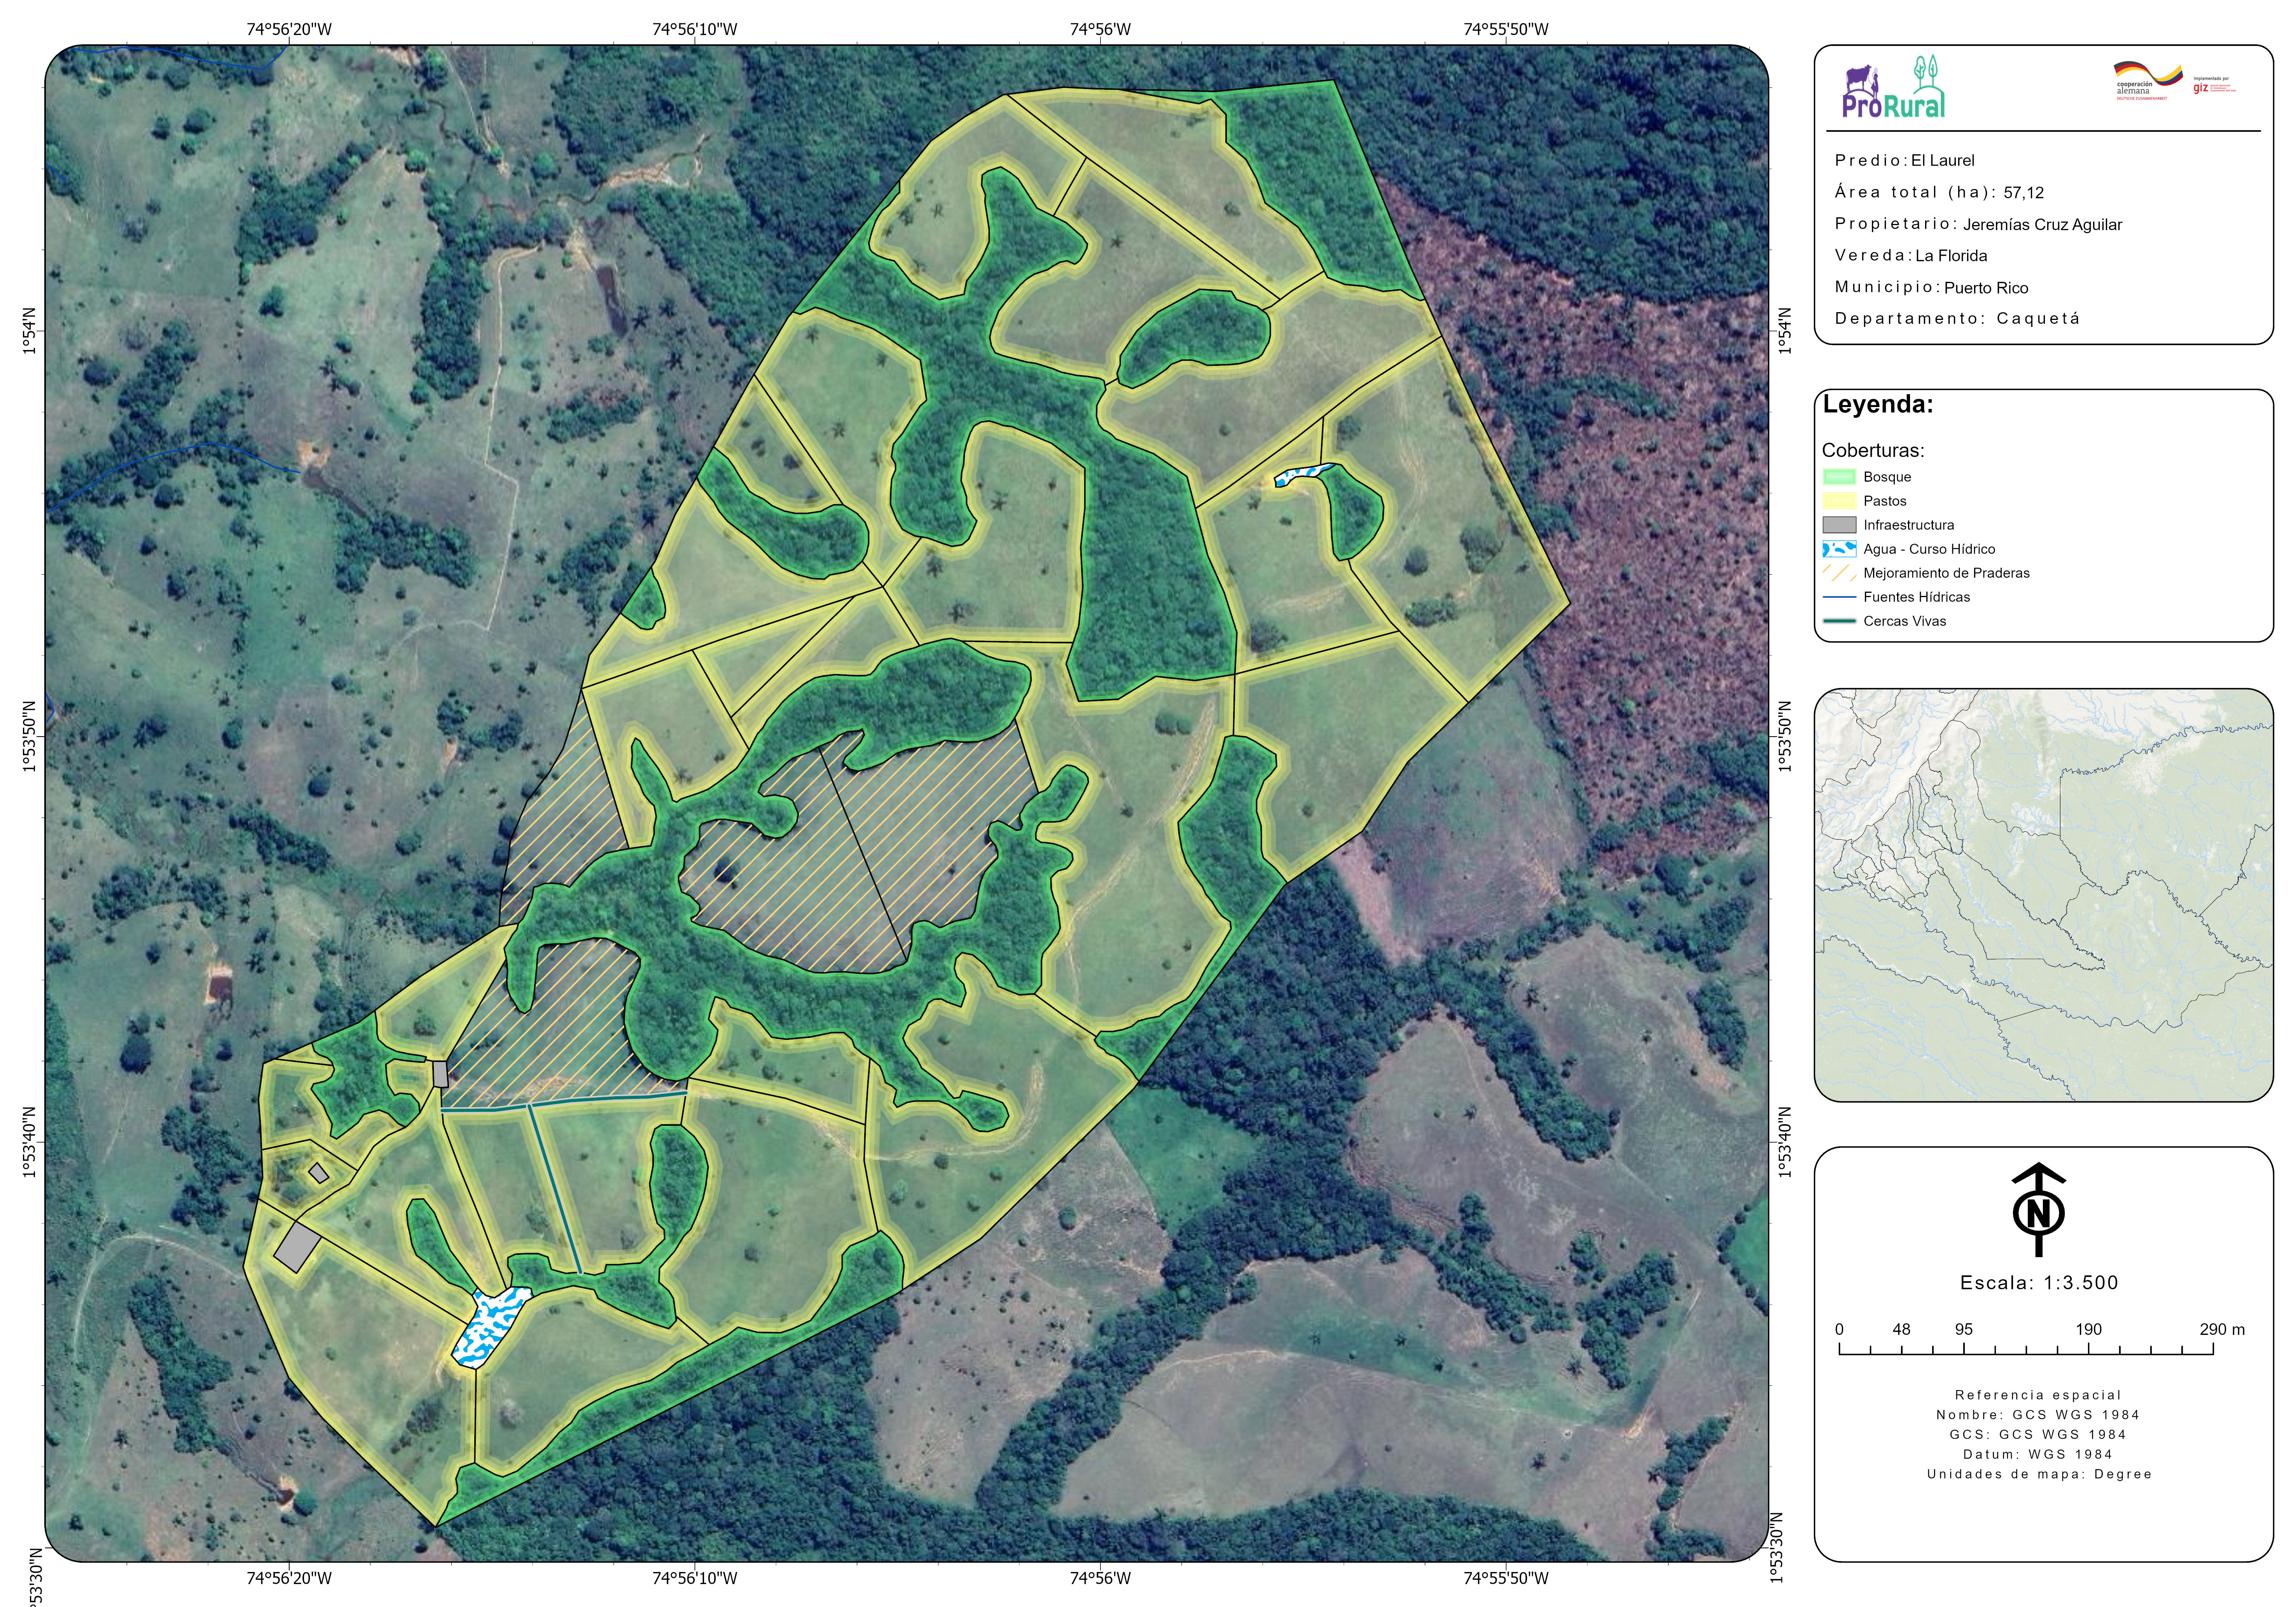 74°56'20"W 74°56'10"W 74°56'W 74°55'50"W
1°54'N
1°53'50"N
1°53'40"N
1°53'30"N
1°54'N
1°53'50"N
1°53'40"N
1°53'30"N
74°56'20"W 74°56'10"W 74°56'W 74°55'50"W
ProRural
cooperación
alemana
DEUTSCHE ZUSAMMENARBEIT
Implementada por
giz
Predio: El Laurel
Área total (ha): 57,12
Propietario: Jeremías Cruz Aguilar
Vereda: La Florida
Municipio: Puerto Rico
Departamento: Caquetá
Leyenda:
Coberturas:
Bosque
Pastos
Infraestructura
Agua - Curso Hídrico
Mejoramiento de Praderas
Fuentes Hídricas
Cercas Vivas
N
Escala: 1:3.500
0 48 95 190 290 m
Referencia espacial
Nombre: GCS WGS 1984
GCS: GCS WGS 1984
Datum: WGS 1984
Unidades de mapa: Degree